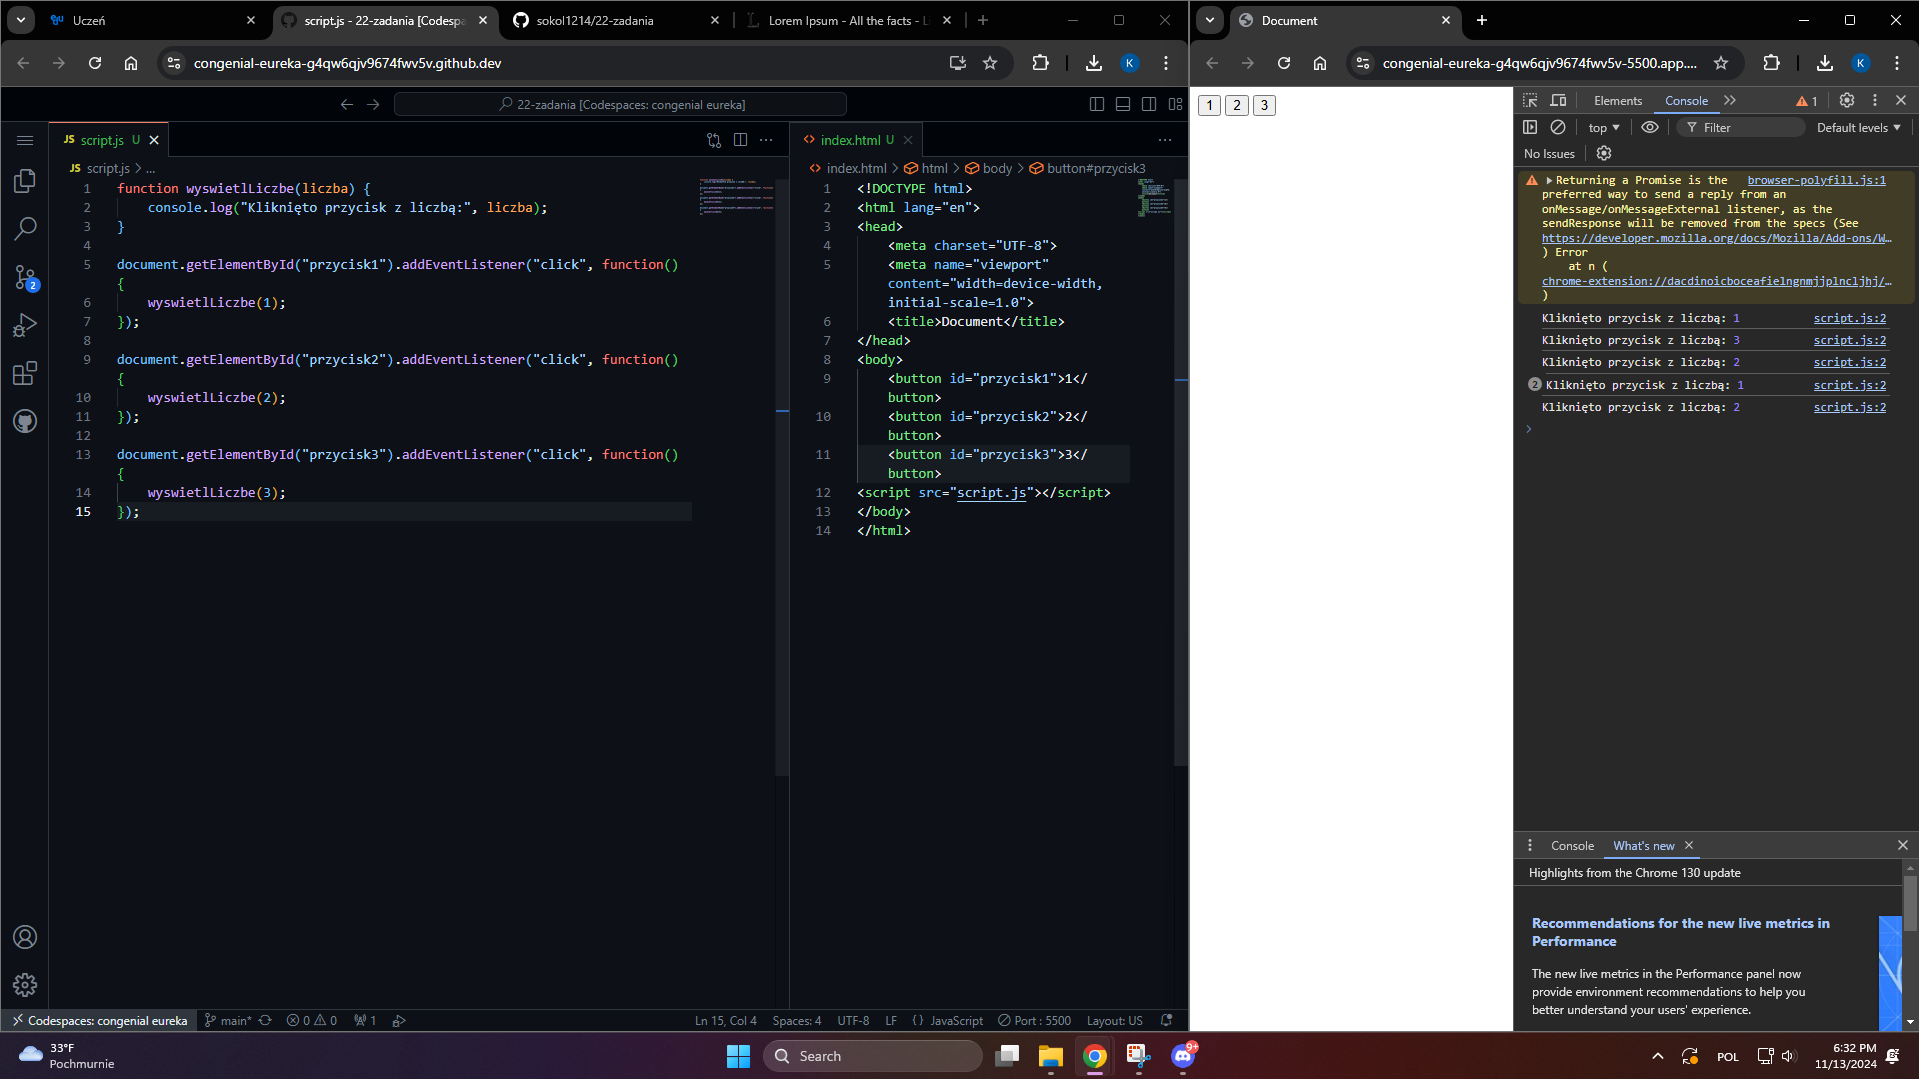 Uczeń
script.js - 22-zadania [Codespa
sokol1214/22-zadania
Lorem Ipsum - All the facts - Li
congenial-eureka-g4qw6qjv9674fwv5v.github.dev
K
22-zadania [Codespaces: congenial eureka]
JS script.js U
JS script.js > ...
1 function wyswietlLiczbe(liczba) {
2 console.log("Kliknięto przycisk z liczbą:", liczba);
3 }
4
5 document.getElementById("przycisk1").addEventListener("click", function()
{
6 wyswietlLiczbe(1);
7 });
8
9 document.getElementById("przycisk2").addEventListener("click", function()
{
10 wyswietlLiczbe(2);
11 });
12
13 document.getElementById("przycisk3").addEventListener("click", function()
{
14 wyswietlLiczbe(3);
15 });
2
index.html U
index.html > html > body > button#przycisk3
1 <!DOCTYPE html>
2 <html lang="en">
3 <head>
4 <meta charset="UTF-8">
5 <meta name="viewport"
content="width=device-width,
initial-scale=1.0">
6 <title>Document</title>
7 </head>
8 <body>
9 <button id="przycisk1">1</
button>
10 <button id="przycisk2">2</
button>
11 <button id="przycisk3">3</
button>
12 <script src="script.js"></script>
13 </body>
14 </html>
Codespaces: congenial eureka
main*
0 0
1
Ln 15, Col 4
Spaces: 4
UTF-8
LF
JavaScript
Port : 5500
Layout: US
Document
congenial-eureka-g4qw6qjv9674fwv5v-5500.app....
K
1 2 3
Elements
Console
1
top
Filter
Default levels
No Issues
Returning a Promise is the browser-polyfill.js:1
preferred way to send a reply from an
onMessage/onMessageExternal listener, as the
sendResponse will be removed from the specs (See
https://developer.mozilla.org/docs/Mozilla/Add-ons/W…
) Error
at n (
chrome-extension://dacdinoicboceafielngnmjjplncljhj/…
)
Kliknięto przycisk z liczbą: 1 script.js:2
Kliknięto przycisk z liczbą: 3 script.js:2
Kliknięto przycisk z liczbą: 2 script.js:2
2 Kliknięto przycisk z liczbą: 1 script.js:2
Kliknięto przycisk z liczbą: 2 script.js:2
Console
What's new
Highlights from the Chrome 130 update
Recommendations for the new live metrics in
Performance
The new live metrics in the Performance panel now
provide environment recommendations to help you
better understand your users' experience.
33°F
Pochmurnie
Search
9+
POL
6:32 PM
11/13/2024